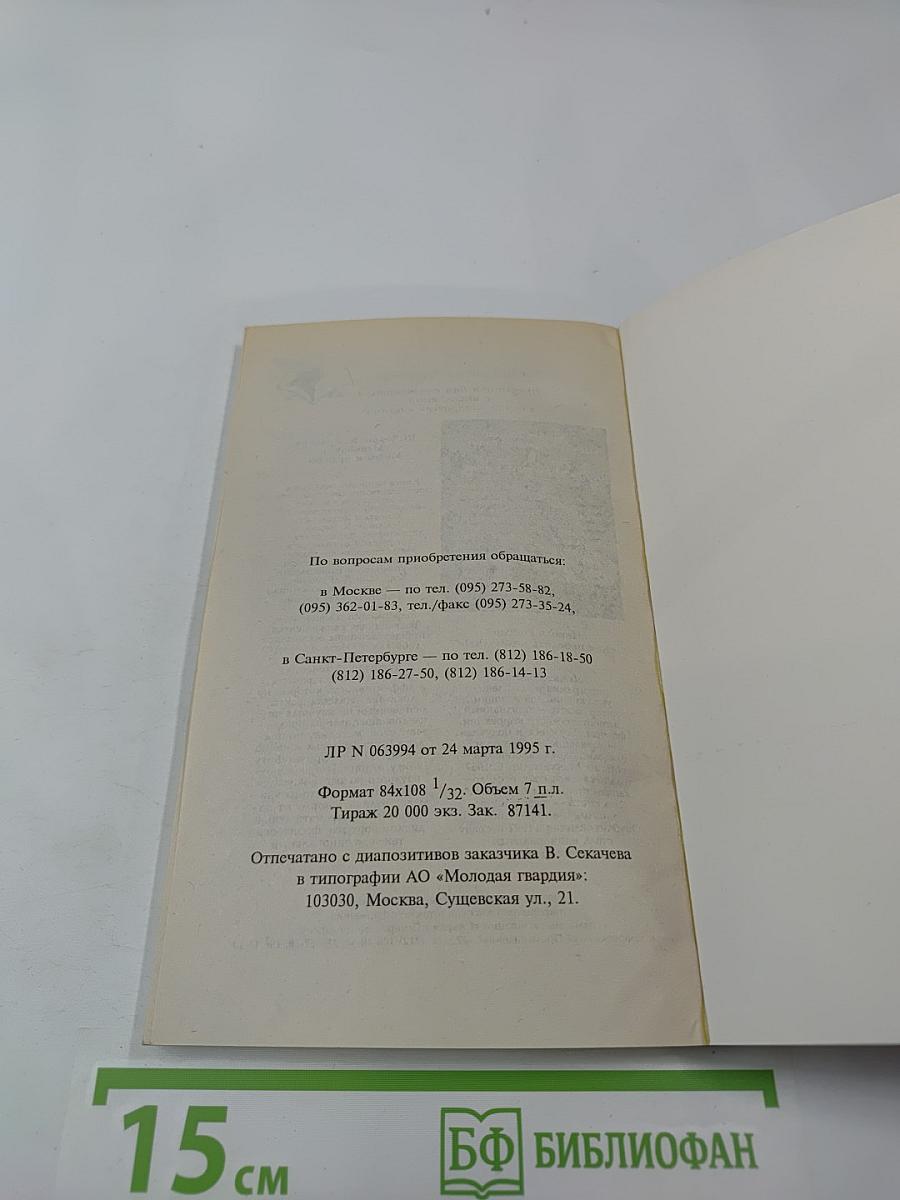 По вопросам приобретения обращаться:
в Москве — по тел. (095) 273-58-82,
(095) 362-01-83, тел./факс (095) 273-35-24,
в Санкт-Петербурге — по тел. (812) 186-18-50
(812) 186-27-50, (812) 186-14-13
ЛР N 063994 от 24 марта 1995 г.
Формат 84х108 1/32. Объем 7 п.л.
Тираж 20 000 экз. Зак. 87141.
Отпечатано с диапозитивов заказчика В. Секачева
в типографии АО «Молодая гвардия»:
103030, Москва, Сущевская ул., 21.
15 см
БФ БИБЛИОФАН